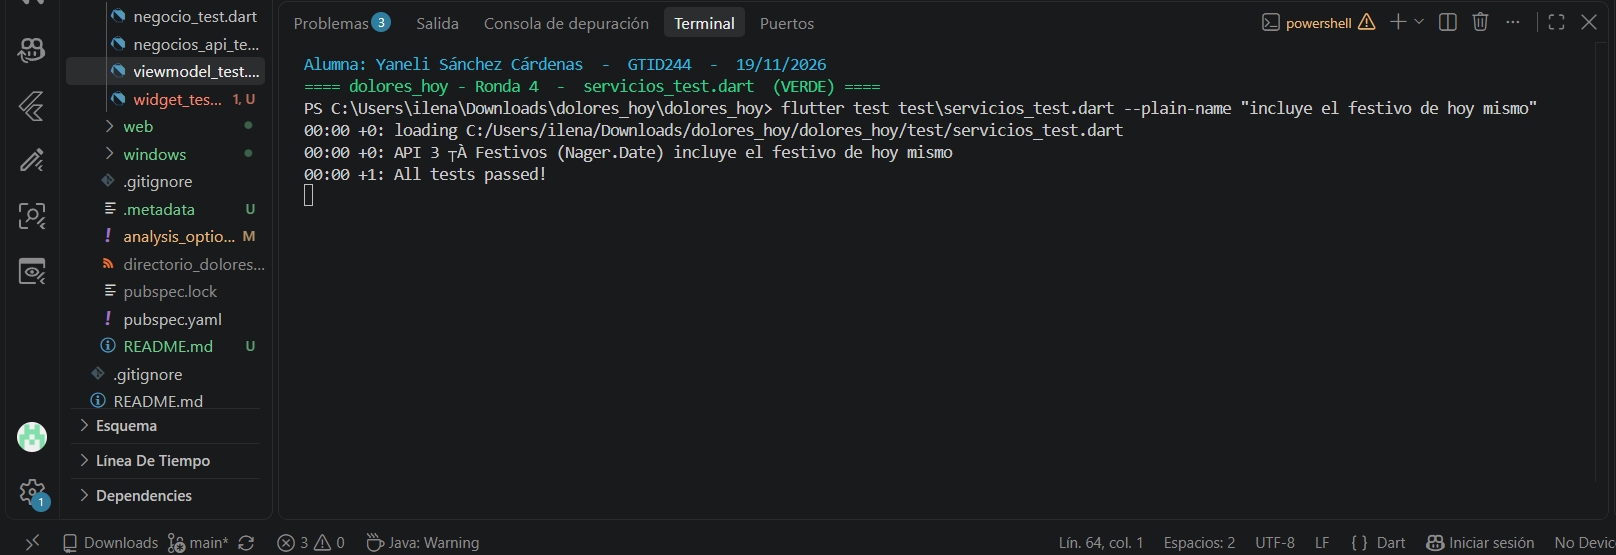 Problemas 3 Salida Consola de depuración Terminal Puertos powershell
negocio_test.dart
negocios_api_te...
viewmodel_test....
widget_tes... 1, U
web
windows
.gitignore
.metadata U
analysis_optio... M
directorio_dolores...
pubspec.lock
pubspec.yaml
README.md U
.gitignore
README.md
Esquema
Línea De Tiempo
Dependencies
1
Alumna: Yaneli Sánchez Cárdenas - GTID244 - 19/11/2026
==== dolores_hoy - Ronda 4 - servicios_test.dart (VERDE) ====
PS C:\Users\ilena\Downloads\dolores_hoy\dolores_hoy> flutter test test\servicios_test.dart --plain-name "incluye el festivo de hoy mismo"
00:00 +0: loading C:/Users/ilena/Downloads/dolores_hoy/dolores_hoy/test/servicios_test.dart
00:00 +0: API 3 ┬À Festivos (Nager.Date) incluye el festivo de hoy mismo
00:00 +1: All tests passed!
Downloads main* 3 0 Java: Warning Lín. 64, col. 1 Espacios: 2 UTF-8 LF { } Dart Iniciar sesión No Devic